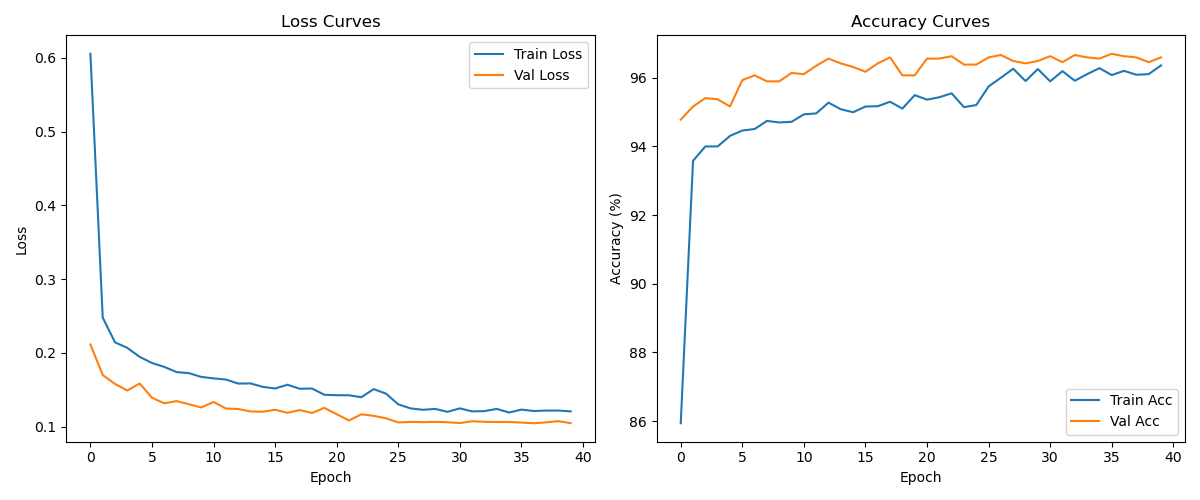 Loss Curves
0.6
0.5
0.4
0.3
0.2
0.1
Loss
0 5 10 15 20 25 30 35 40
Epoch
Train Loss
Val Loss
Accuracy Curves
96
94
92
90
88
86
Accuracy (%)
0 5 10 15 20 25 30 35 40
Epoch
Train Acc
Val Acc